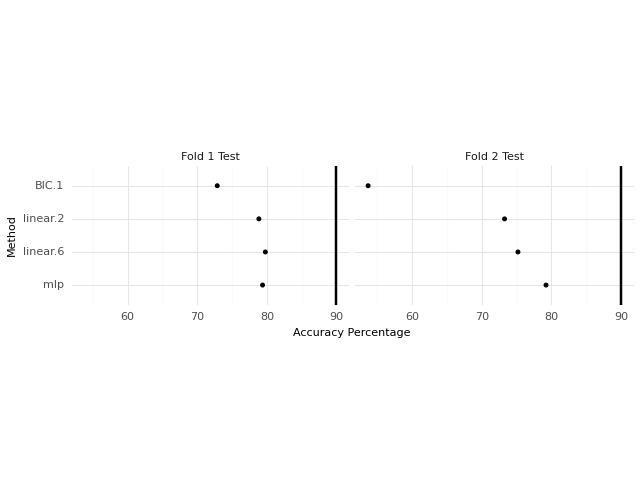 Fold 1 Test
Fold 2 Test
BIC.1
linear.2
linear.6
mlp
Method
60 70 80 90
60 70 80 90
Accuracy Percentage